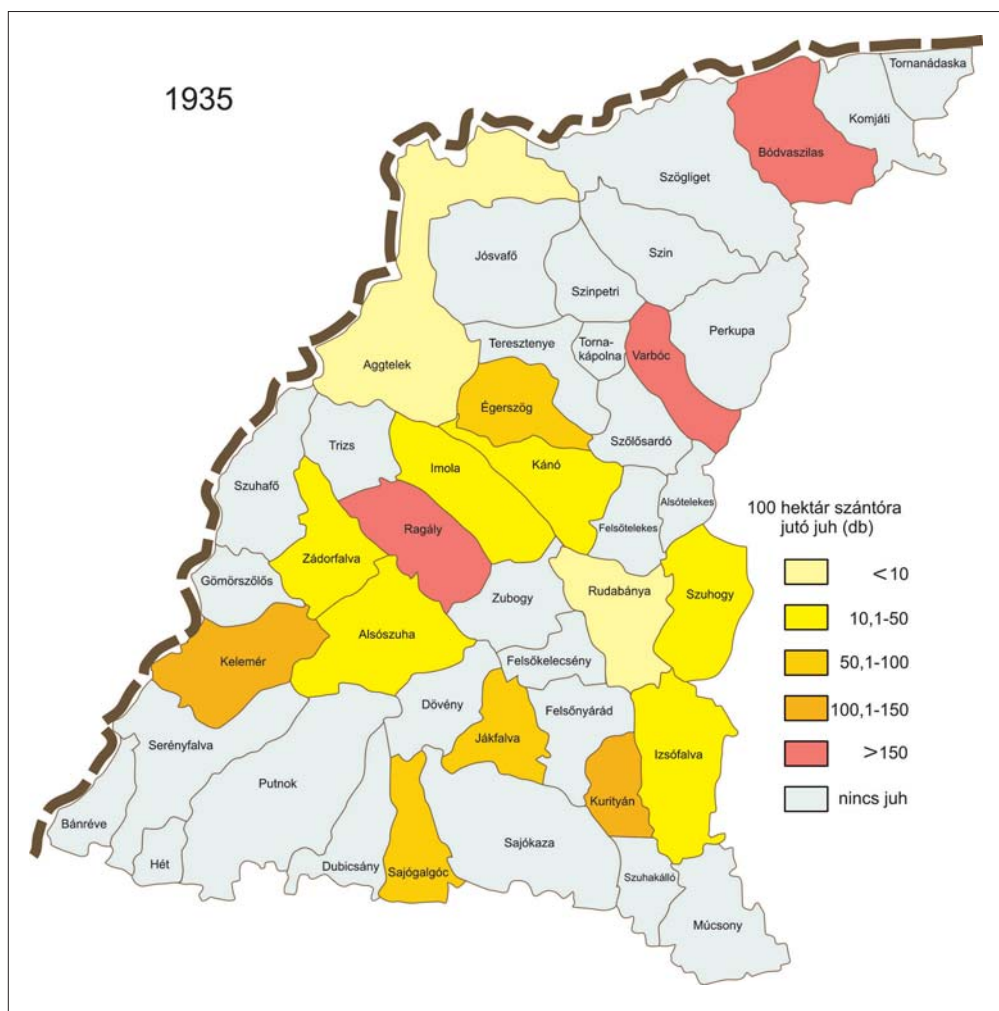 1935
Tornanádaska
Komjáti
Bódvaszilas
Szögliget
Jósvafő
Szin
Szinpetri
Perkupa
Teresztenye
Torna-
kápolna
Varbóc
Aggtelek
Égerszög
Szőlősardó
Trizs
Imola
Kánó
Szuhafő
Alsótelekes
Felsőtelekes
Ragály
Zádorfalva
Gömörszőlős
Zubogy
Rudabánya
Szuhogy
Alsószuha
Kelemér
Felsőkelecsény
Dövény
Felsőnyárád
Serényfalva
Jákfalva
Izsófalva
Putnok
Kurityán
Bánréve
Sajókaza
Hét
Dubicsány
Sajógalgóc
Szuhakálló
Múcsony
100 hektár szántóra
jutó juh (db)
<10
10,1-50
50,1-100
100,1-150
>150
nincs juh